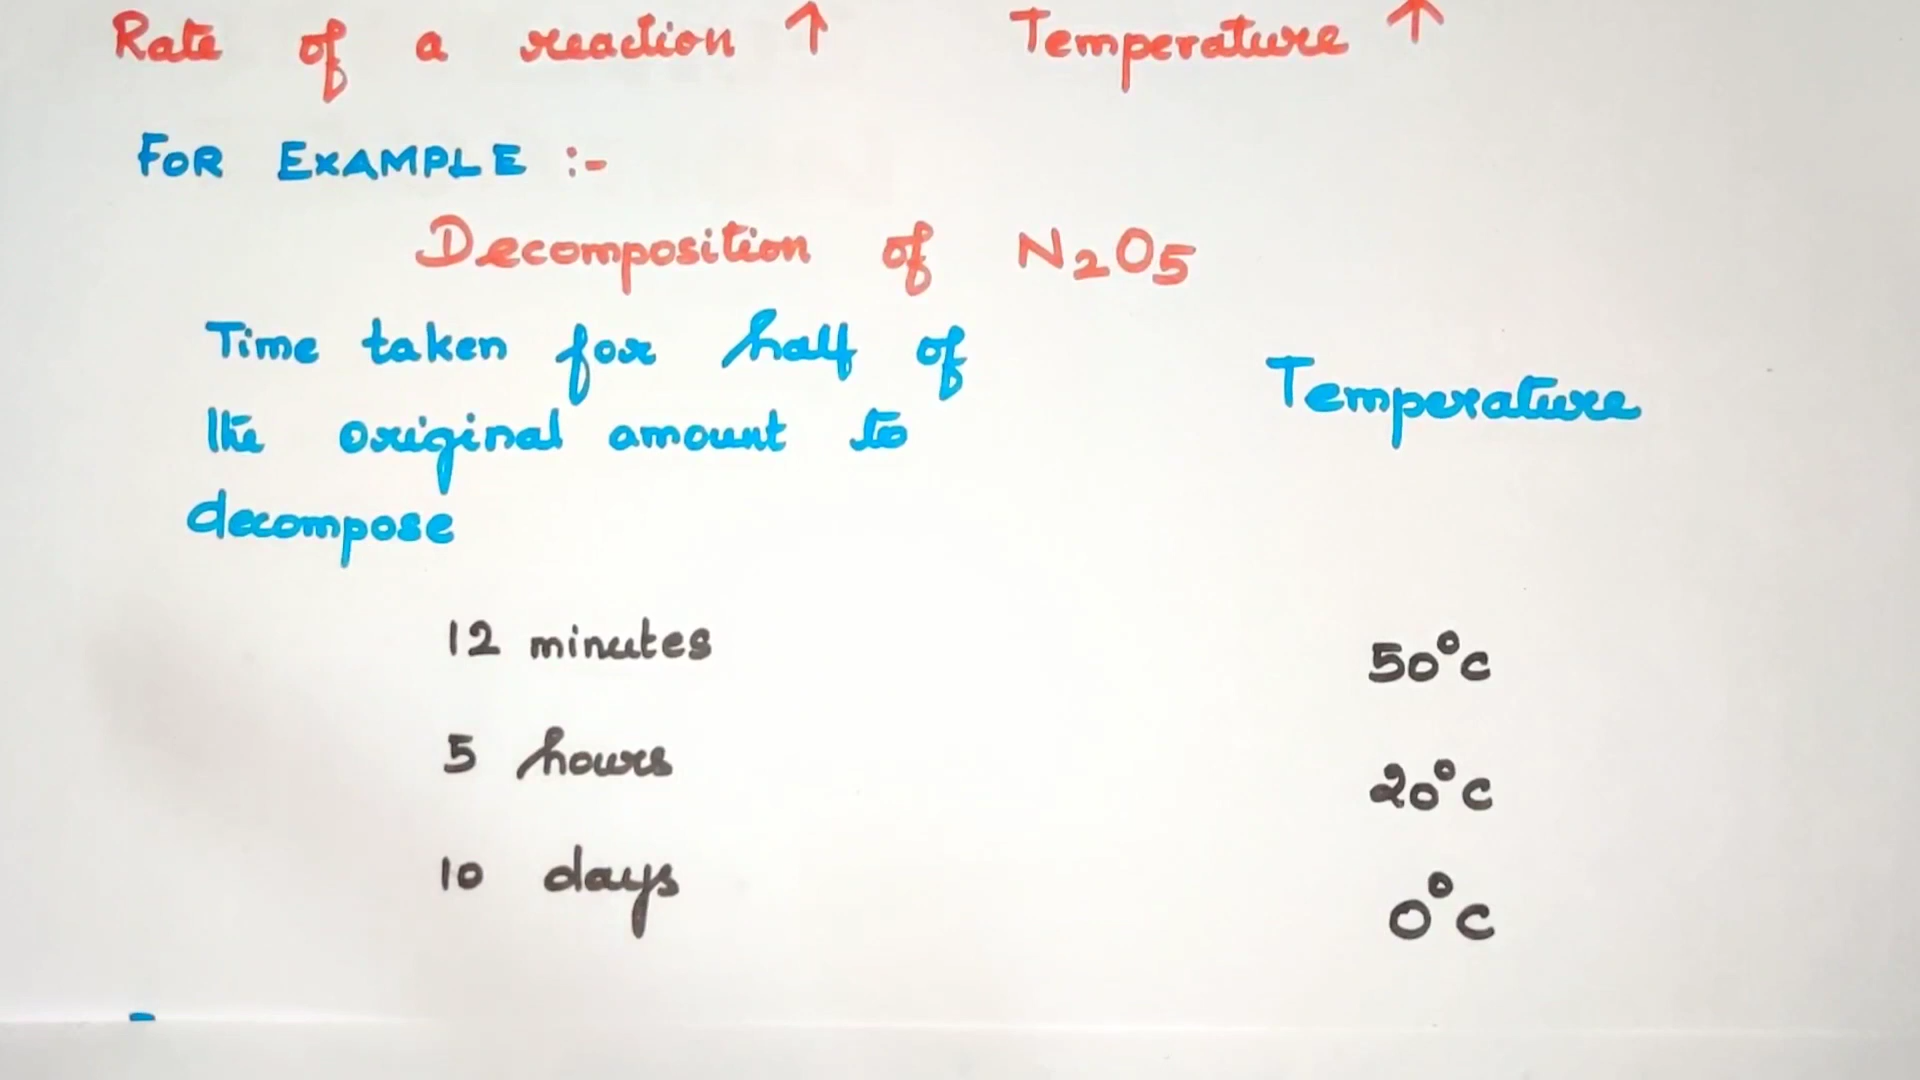 Rate of a reaction ↑ Temperature ↑
FOR EXAMPLE :-
Decomposition of N2O5
Time taken for half of
the original amount to
decompose
Temperature
12 minutes 50°C
5 hours 20°C
10 days 0°C